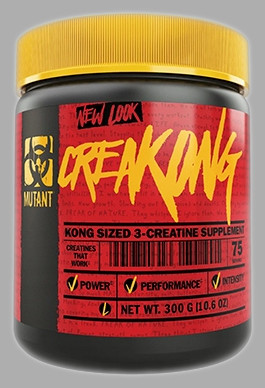 NEW LOOK
MUTANT
CREAKONG
KONG SIZED 3-CREATINE SUPPLEMENT
CREATINES
THAT
WORK
75
POWER
PERFORMANCE
INTENSITY
NET WT. 300 G (10.6 OZ)